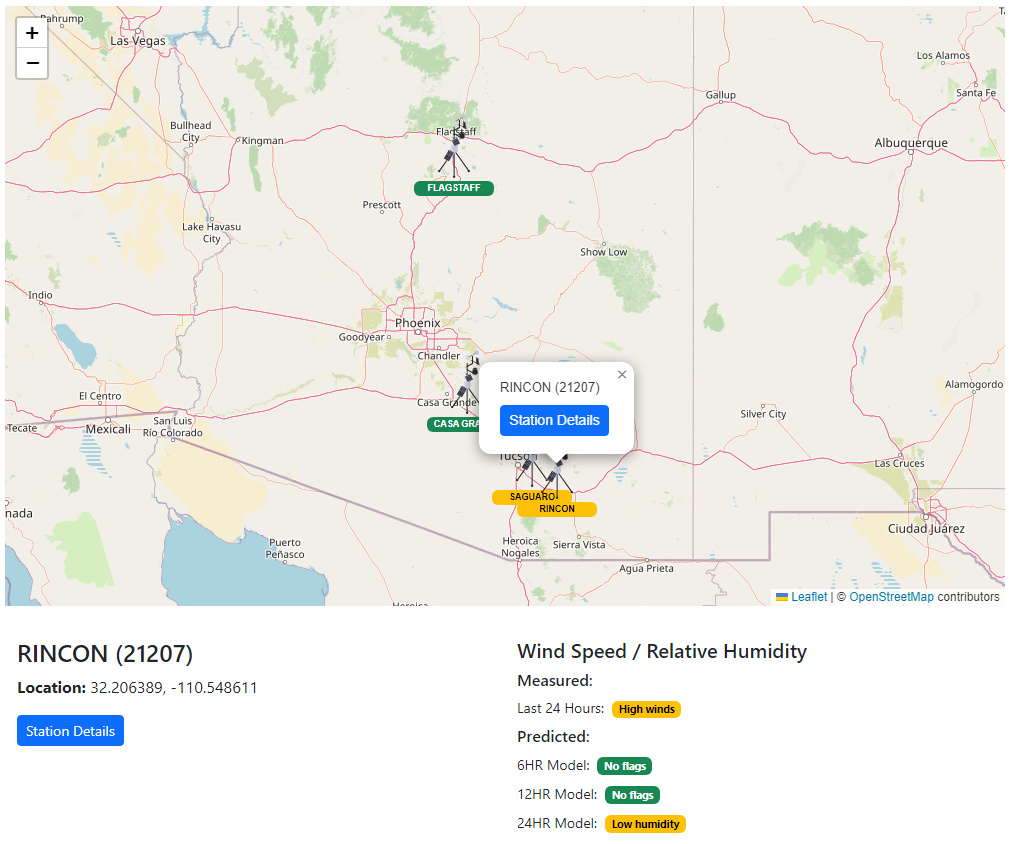 +
−
Pahrump
Las Vegas
Los Alamos
Santa Fe
Gallup
Bullhead
City
Kingman
Flagstaff
Albuquerque
FLAGSTAFF
Prescott
Lake Havasu
City
Show Low
Indio
Phoenix
Goodyear
Chandler
El Centro
Casa Grande
Alamogordo
RINCON (21207)
×
Station Details
Tecate
Mexicali
San Luis
Río Colorado
CASA GRA
Silver City
Tucson
Las Cruces
SAGUARO
RINCON
nada
Ciudad Juárez
Puerto
Peñasco
Heroica
Nogales
Sierra Vista
Agua Prieta
Heroica
Leaflet | © OpenStreetMap contributors
RINCON (21207)
Location: 32.206389, -110.548611
Station Details
Wind Speed / Relative Humidity
Measured:
Last 24 Hours: High winds
Predicted:
6HR Model: No flags
12HR Model: No flags
24HR Model: Low humidity